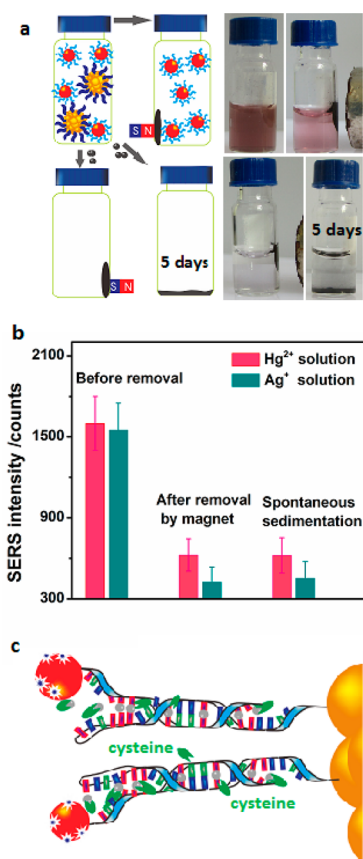 a
S N
5 days
S N
5 days
b
SERS intensity /counts
2100
1500
900
300
Hg²⁺ solution
Ag⁺ solution
Before removal
After removal
by magnet
Spontaneous
sedimentation
c
cysteine
cysteine